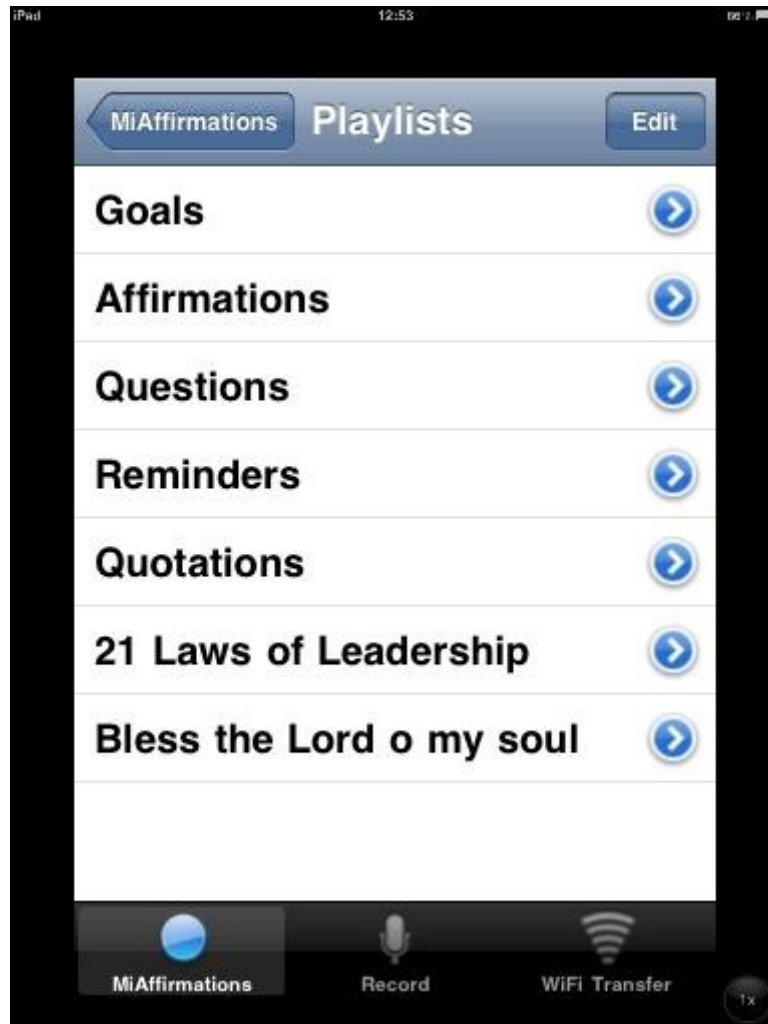 iPad 12:53
MiAffirmations Playlists Edit
Goals
Affirmations
Questions
Reminders
Quotations
21 Laws of Leadership
Bless the Lord o my soul
MiAffirmations Record WiFi Transfer
1x